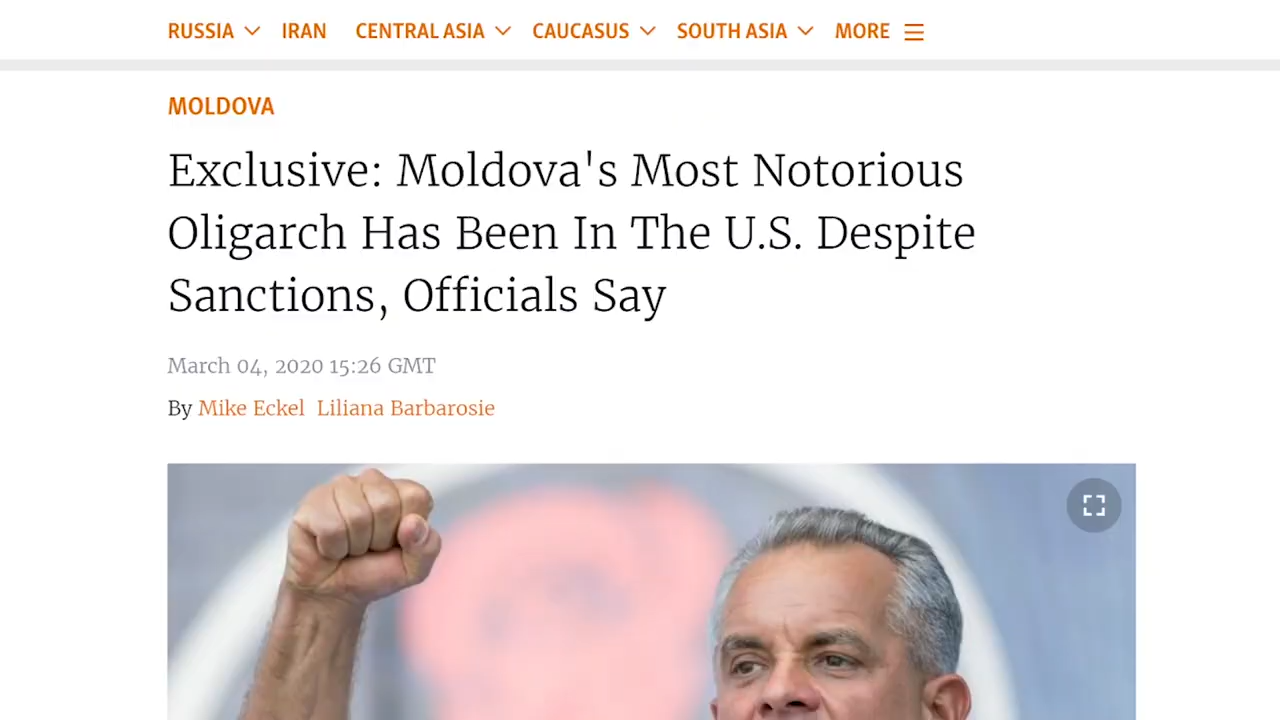 RUSSIA IRAN CENTRAL ASIA CAUCASUS SOUTH ASIA MORE
MOLDOVA
Exclusive: Moldova's Most Notorious
Oligarch Has Been In The U.S. Despite
Sanctions, Officials Say
March 04, 2020 15:26 GMT
By Mike Eckel Liliana Barbarosie